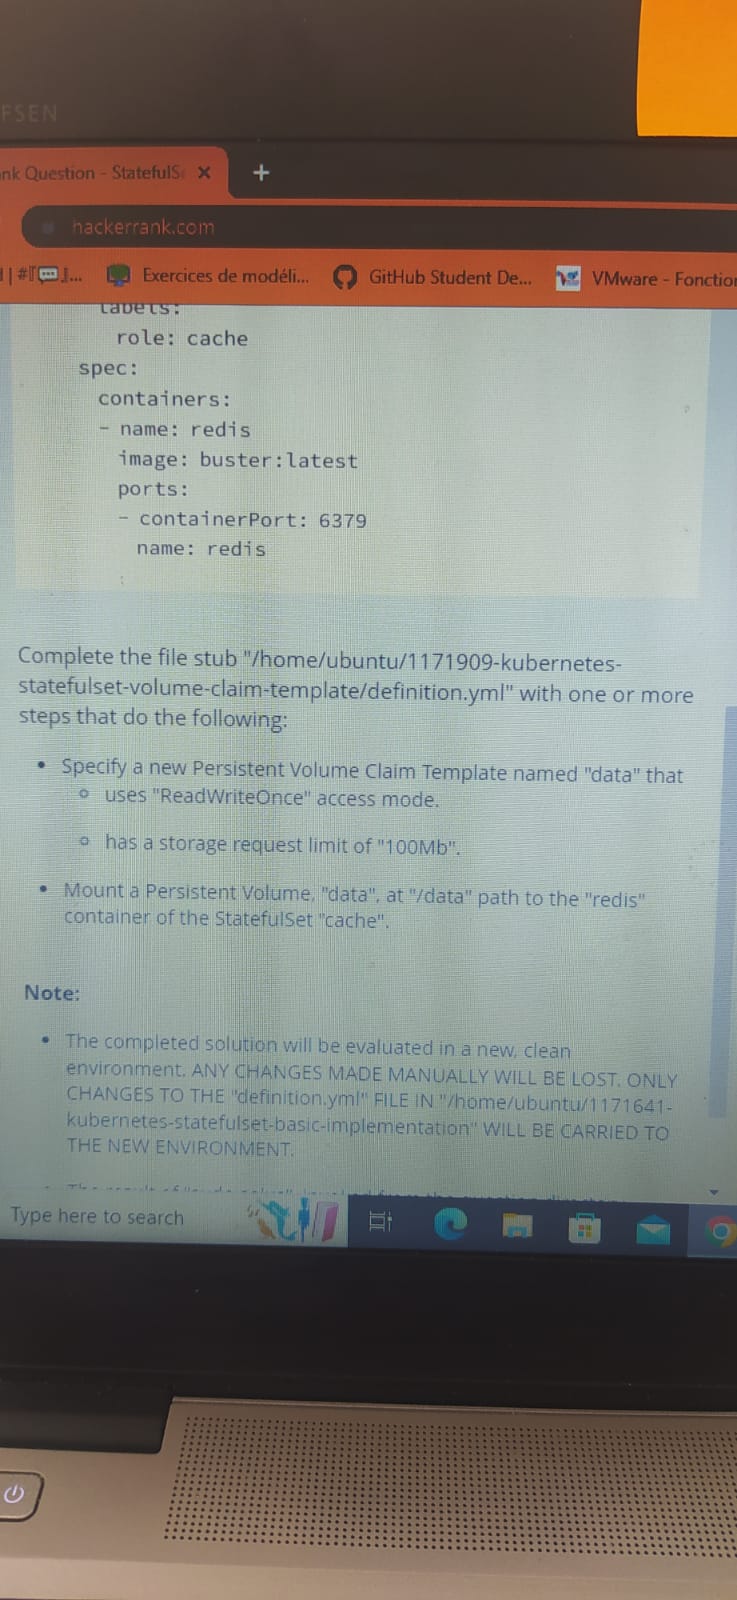 FSEN
nk Question - StatefulS
hackerrank.com
Exercices de modéli... GitHub Student De... VMware - Fonction
labels:
role: cache
spec:
containers:
- name: redis
image: buster:latest
ports:
- containerPort: 6379
name: redis
Complete the file stub "/home/ubuntu/1171909-kubernetes-
statefulset-volume-claim-template/definition.yml" with one or more
steps that do the following:
• Specify a new Persistent Volume Claim Template named "data" that
○ uses "ReadWriteOnce" access mode.
○ has a storage request limit of "100Mb".
• Mount a Persistent Volume, "data", at "/data" path to the "redis"
container of the StatefulSet "cache".
Note:
• The completed solution will be evaluated in a new, clean
environment. ANY CHANGES MADE MANUALLY WILL BE LOST. ONLY
CHANGES TO THE "definition.yml" FILE IN "/home/ubuntu/1171641-
kubernetes-statefulset-basic-implementation" WILL BE CARRIED TO
THE NEW ENVIRONMENT.
Type here to search